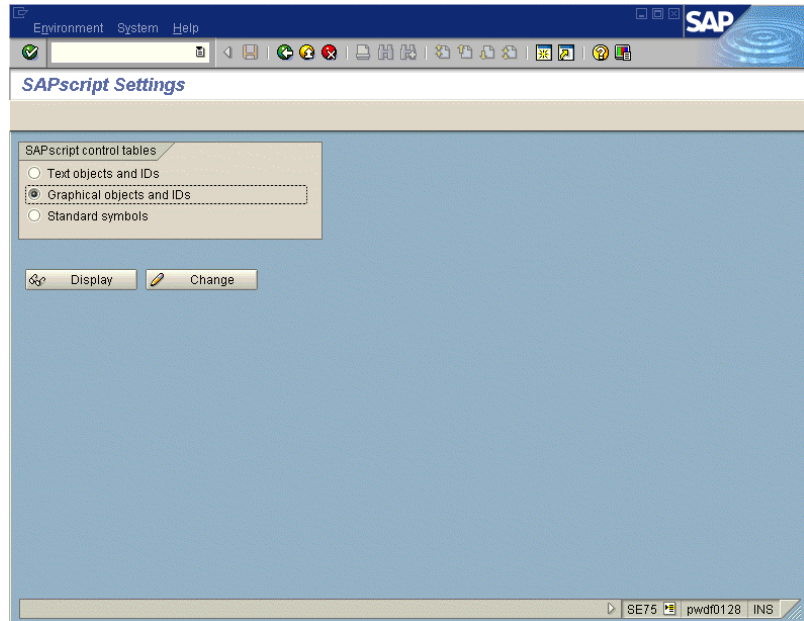 Environment System Help
SAP
SAPscript Settings
SAPscript control tables
Text objects and IDs
Graphical objects and IDs
Standard symbols
Display Change
SE75 pwdf0128 INS